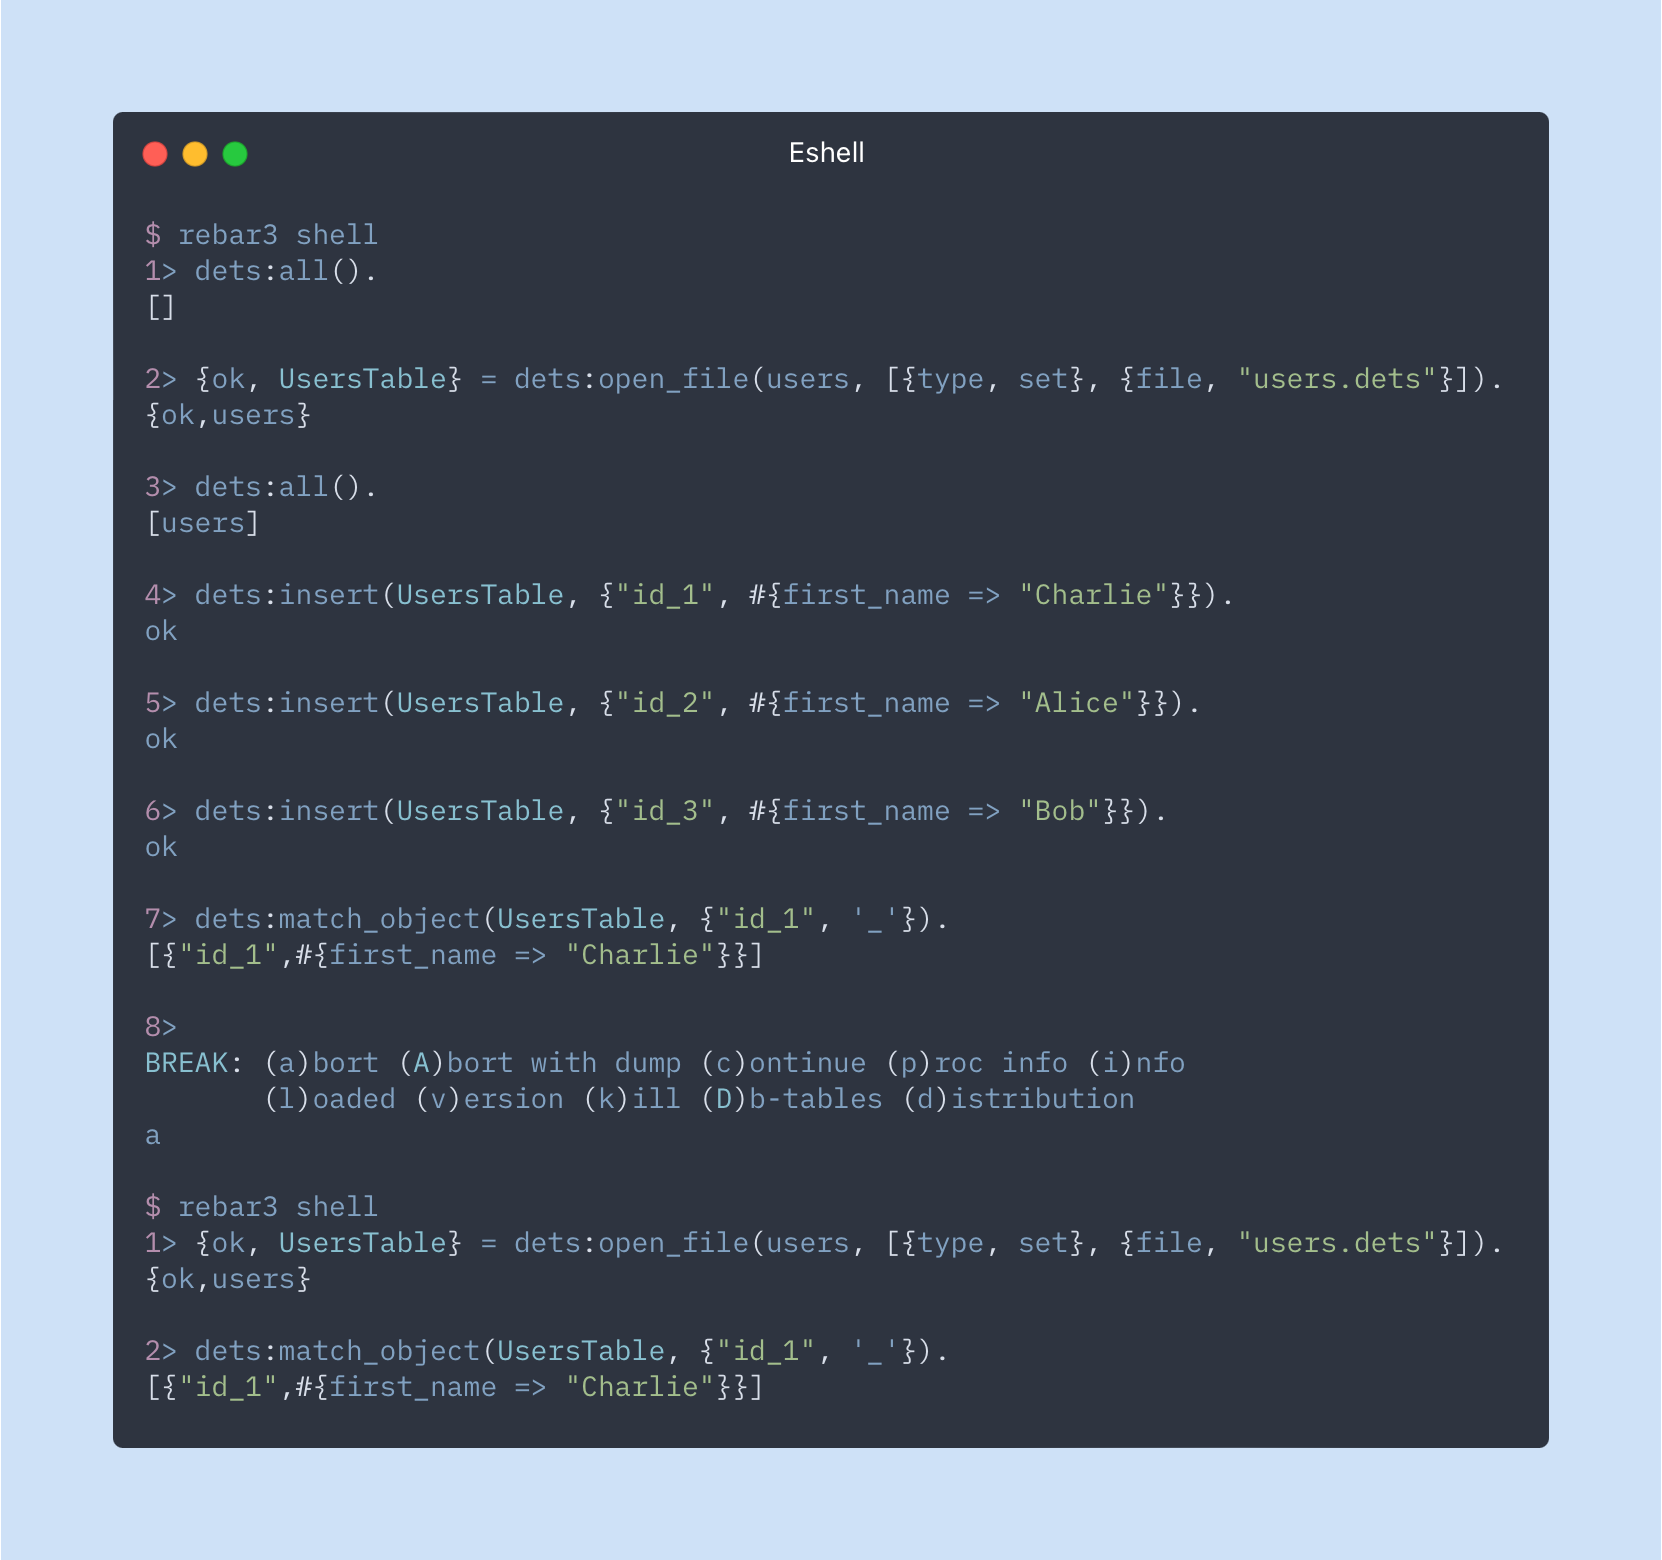 Eshell
$ rebar3 shell
1> dets:all().
[]
2> {ok, UsersTable} = dets:open_file(users, [{type, set}, {file, "users.dets"}]).
{ok,users}
3> dets:all().
[users]
4> dets:insert(UsersTable, {"id_1", #{first_name => "Charlie"}}).
ok
5> dets:insert(UsersTable, {"id_2", #{first_name => "Alice"}}).
ok
6> dets:insert(UsersTable, {"id_3", #{first_name => "Bob"}}).
ok
7> dets:match_object(UsersTable, {"id_1", '_'}).
[{"id_1",#{first_name => "Charlie"}}]
8>
BREAK: (a)bort (A)bort with dump (c)ontinue (p)roc info (i)nfo
       (l)oaded (v)ersion (k)ill (D)b-tables (d)istribution
a
$ rebar3 shell
1> {ok, UsersTable} = dets:open_file(users, [{type, set}, {file, "users.dets"}]).
{ok,users}
2> dets:match_object(UsersTable, {"id_1", '_'}).
[{"id_1",#{first_name => "Charlie"}}]